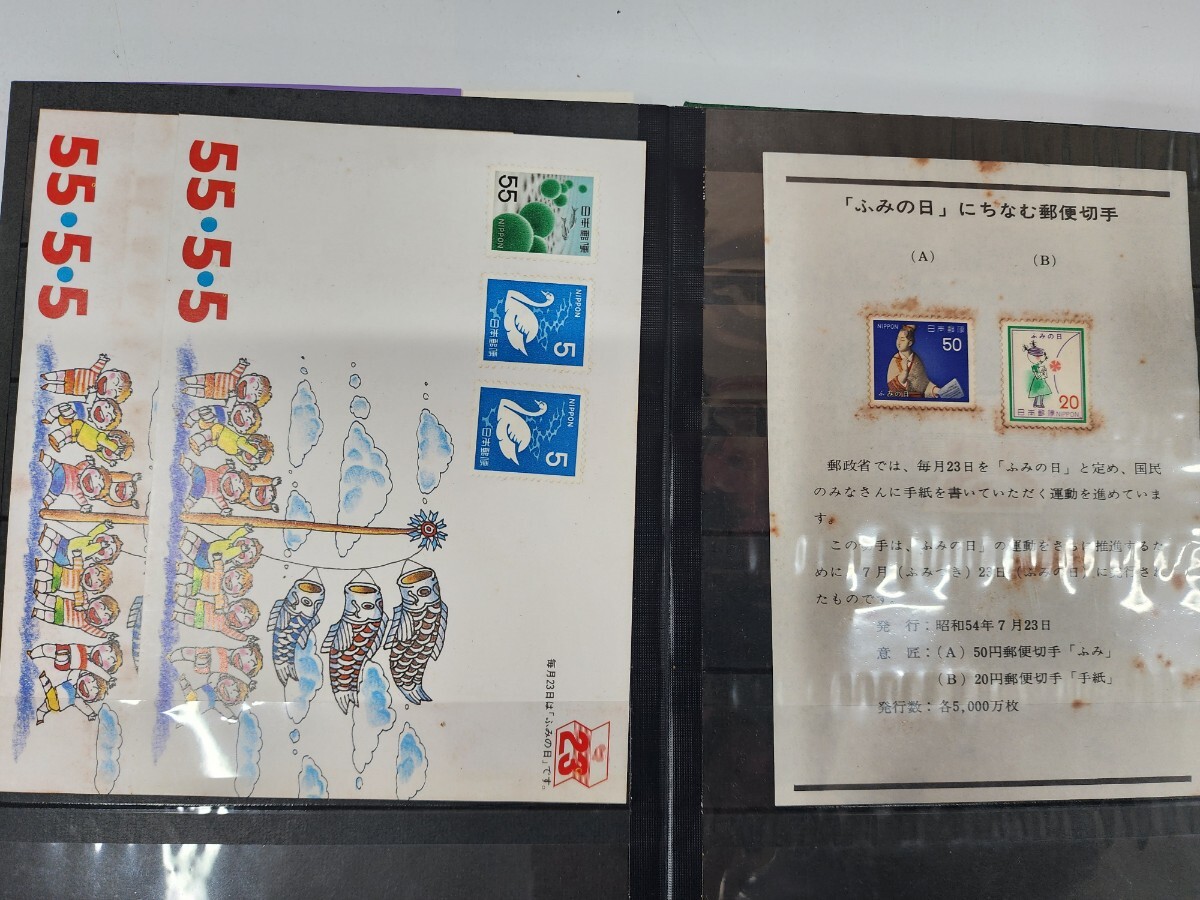 55・5・5
55・5・5
55
日本郵便
NIPPON
NIPPON
5
日本郵便
NIPPON
5
日本郵便
毎月23日は「ふみの日」です。
23
「ふみの日」にちなむ郵便切手
(A)
(B)
NIPPON 日本郵便
50
ふみの日
ふみの日
20
日本郵便 NIPPON
郵政省では、毎月23日を「ふみの日」と定め、国民
のみなさんに手紙を書いていただく運動を進めていま
す。
この切手は、「ふみの日」の運動をさらに推進するた
めに、7月(ふみづき)23日(ふみの日)に発行され
たものです。
発 行:昭和54年7月23日
意 匠:(A) 50円郵便切手「ふみ」
(B) 20円郵便切手「手紙」
発行数:各5,000万枚